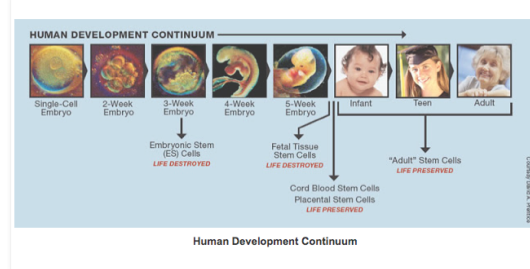 HUMAN DEVELOPMENT CONTINUUM
Single-Cell
Embryo
2-Week
Embryo
3-Week
Embryo
4-Week
Embryo
5-Week
Embryo
Infant
Teen
Adult
Embryonic Stem
(ES) Cells
LIFE DESTROYED
Fetal Tissue
Stem Cells
LIFE DESTROYED
"Adult" Stem Cells
LIFE PRESERVED
Cord Blood Stem Cells
Placental Stem Cells
LIFE PRESERVED
Human Development Continuum